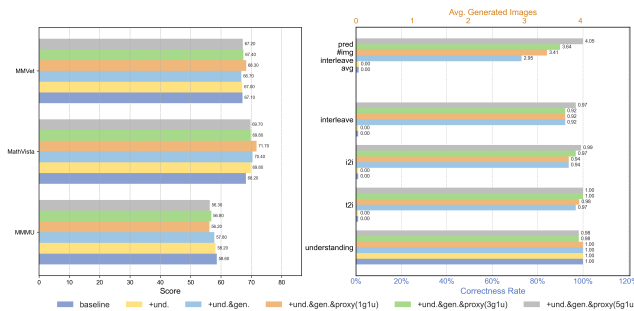 Avg. Generated Images
0 1 2 3 4
MMVet
67.20
67.40
68.30
66.70
67.00
67.10
MathVista
69.70
69.80
71.70
70.40
69.80
68.20
MMMU
56.30
56.80
56.20
57.80
58.20
58.60
0 10 20 30 40 50 60 70 80
Score
pred
#img
interleave
avg
4.05
3.64
3.41
2.95
0.00
0.00
interleave
0.97
0.92
0.92
0.92
0.00
0.00
i2i
0.99
0.97
0.94
0.94
0.00
0.00
t2i
1.00
1.00
0.98
0.97
0.00
0.00
understanding
0.98
0.98
1.00
1.00
1.00
1.00
0% 20% 40% 60% 80% 100% 120%
Correctness Rate
baseline +und. +und.&gen. +und.&gen.&proxy(1g1u) +und.&gen.&proxy(3g1u) +und.&gen.&proxy(5g1u